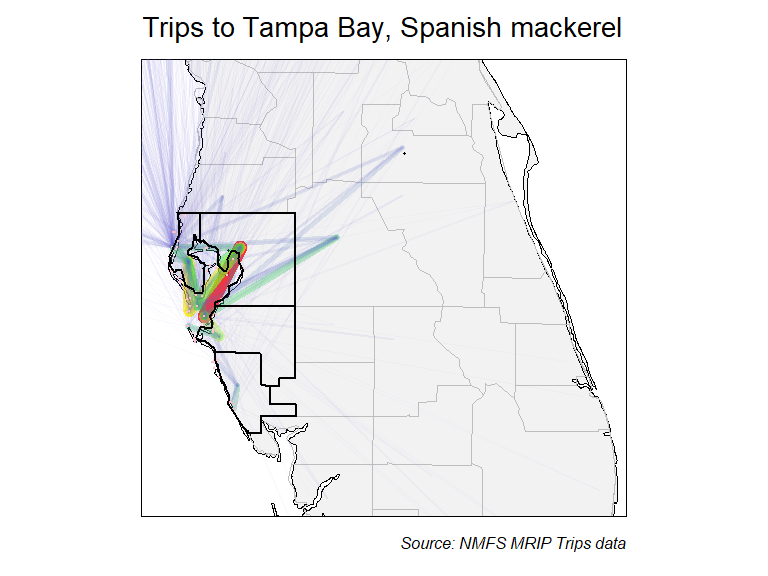 Trips to Tampa Bay, Spanish mackerel
Source: NMFS MRIP Trips data